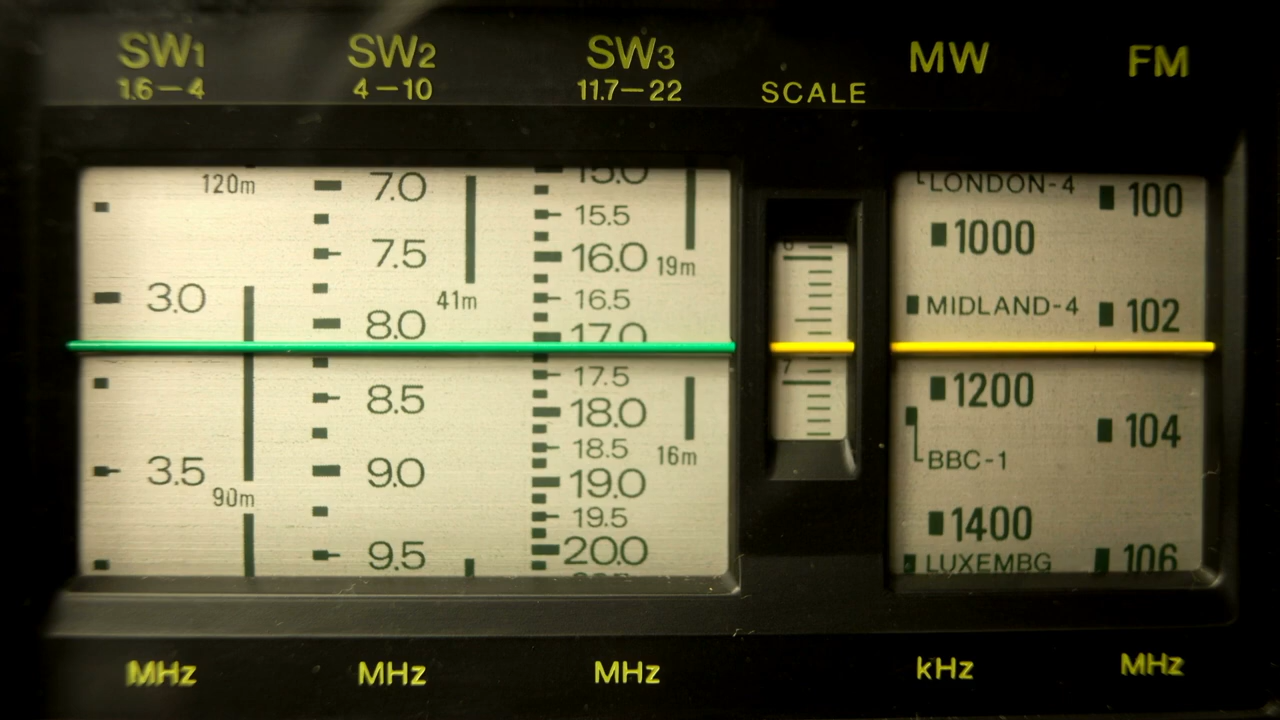 SW1
1.6–4
SW2
4–10
SW3
11.7–22
SCALE
MW
FM
120m
3.0
3.5
90m
7.0
7.5
41m
8.0
8.5
9.0
9.5
15.0
15.5
16.0
19m
16.5
17.0
17.5
18.0
18.5
16m
19.0
19.5
20.0
6
7
LONDON-4
1000
MIDLAND-4
1200
BBC-1
1400
LUXEMBG
100
102
104
106
MHz
MHz
MHz
kHz
MHz